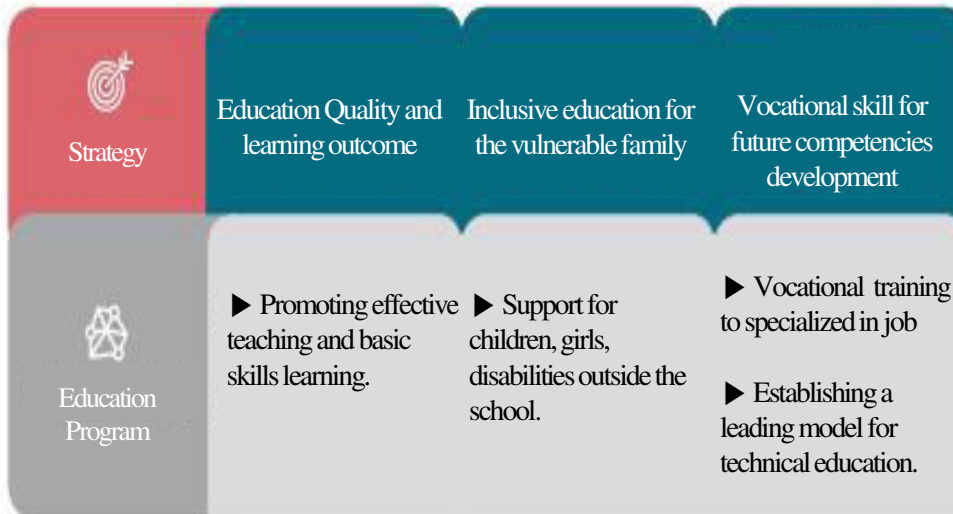 Strategy
Education Quality and
learning outcome
Inclusive education for
the vulnerable family
Vocational skill for
future competencies
development
Education
Program
▶ Promoting effective
teaching and basic
skills learning.
▶ Support for
children, girls,
disabilities outside the
school.
▶ Vocational training
to specialized in job
▶ Establishing a
leading model for
technical education.